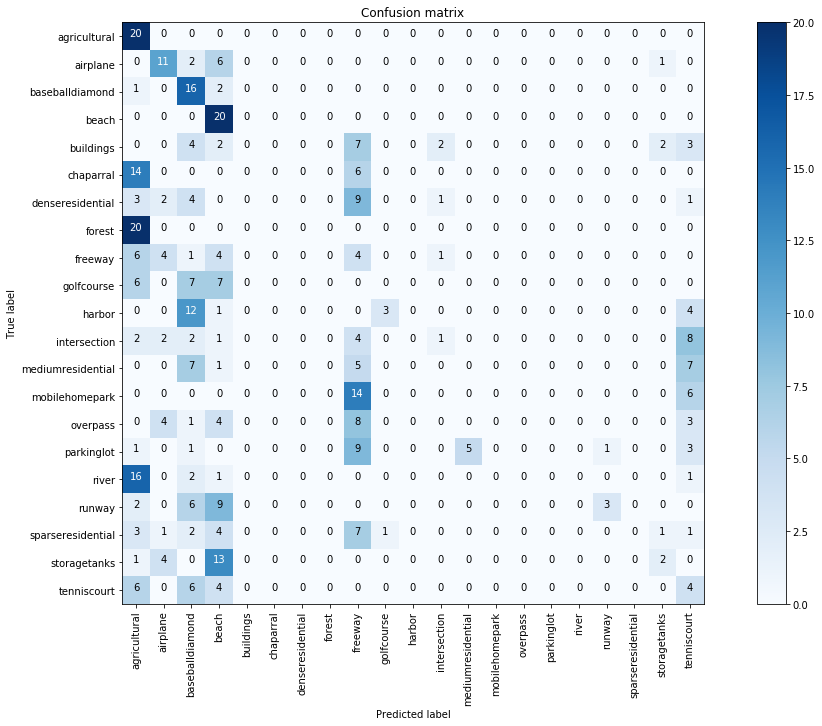 Confusion matrix
agricultural 20 0 0 0 0 0 0 0 0 0 0 0 0 0 0 0 0 0 0 0 0
airplane 0 11 2 6 0 0 0 0 0 0 0 0 0 0 0 0 0 0 0 1 0
baseballdiamond 1 0 16 2 0 0 0 0 0 0 0 0 0 0 0 0 0 0 0 0 0
beach 0 0 0 20 0 0 0 0 0 0 0 0 0 0 0 0 0 0 0 0 0
buildings 0 0 4 2 0 0 0 0 7 0 0 2 0 0 0 0 0 0 0 2 3
chaparral 14 0 0 0 0 0 0 0 6 0 0 0 0 0 0 0 0 0 0 0 0
denseresidential 3 2 4 0 0 0 0 0 9 0 0 1 0 0 0 0 0 0 0 0 1
forest 20 0 0 0 0 0 0 0 0 0 0 0 0 0 0 0 0 0 0 0 0
freeway 6 4 1 4 0 0 0 0 4 0 0 1 0 0 0 0 0 0 0 0 0
golfcourse 6 0 7 7 0 0 0 0 0 0 0 0 0 0 0 0 0 0 0 0 0
harbor 0 0 12 1 0 0 0 0 0 3 0 0 0 0 0 0 0 0 0 0 4
intersection 2 2 2 1 0 0 0 0 4 0 0 1 0 0 0 0 0 0 0 0 8
mediumresidential 0 0 7 1 0 0 0 0 5 0 0 0 0 0 0 0 0 0 0 0 7
mobilehomepark 0 0 0 0 0 0 0 0 14 0 0 0 0 0 0 0 0 0 0 0 6
overpass 0 4 1 4 0 0 0 0 8 0 0 0 0 0 0 0 0 0 0 0 3
parkinglot 1 0 1 0 0 0 0 0 9 0 0 0 5 0 0 0 0 1 0 0 3
river 16 0 2 1 0 0 0 0 0 0 0 0 0 0 0 0 0 0 0 0 1
runway 2 0 6 9 0 0 0 0 0 0 0 0 0 0 0 0 0 3 0 0 0
sparseresidential 3 1 2 4 0 0 0 0 7 1 0 0 0 0 0 0 0 0 0 1 1
storagetanks 1 4 0 13 0 0 0 0 0 0 0 0 0 0 0 0 0 0 0 2 0
tenniscourt 6 0 6 4 0 0 0 0 0 0 0 0 0 0 0 0 0 0 0 0 4
True label
agricultural
airplane
baseballdiamond
beach
buildings
chaparral
denseresidential
forest
freeway
golfcourse
harbor
intersection
mediumresidential
mobilehomepark
overpass
parkinglot
river
runway
sparseresidential
storagetanks
tenniscourt
Predicted label
20.0
17.5
15.0
12.5
10.0
7.5
5.0
2.5
0.0